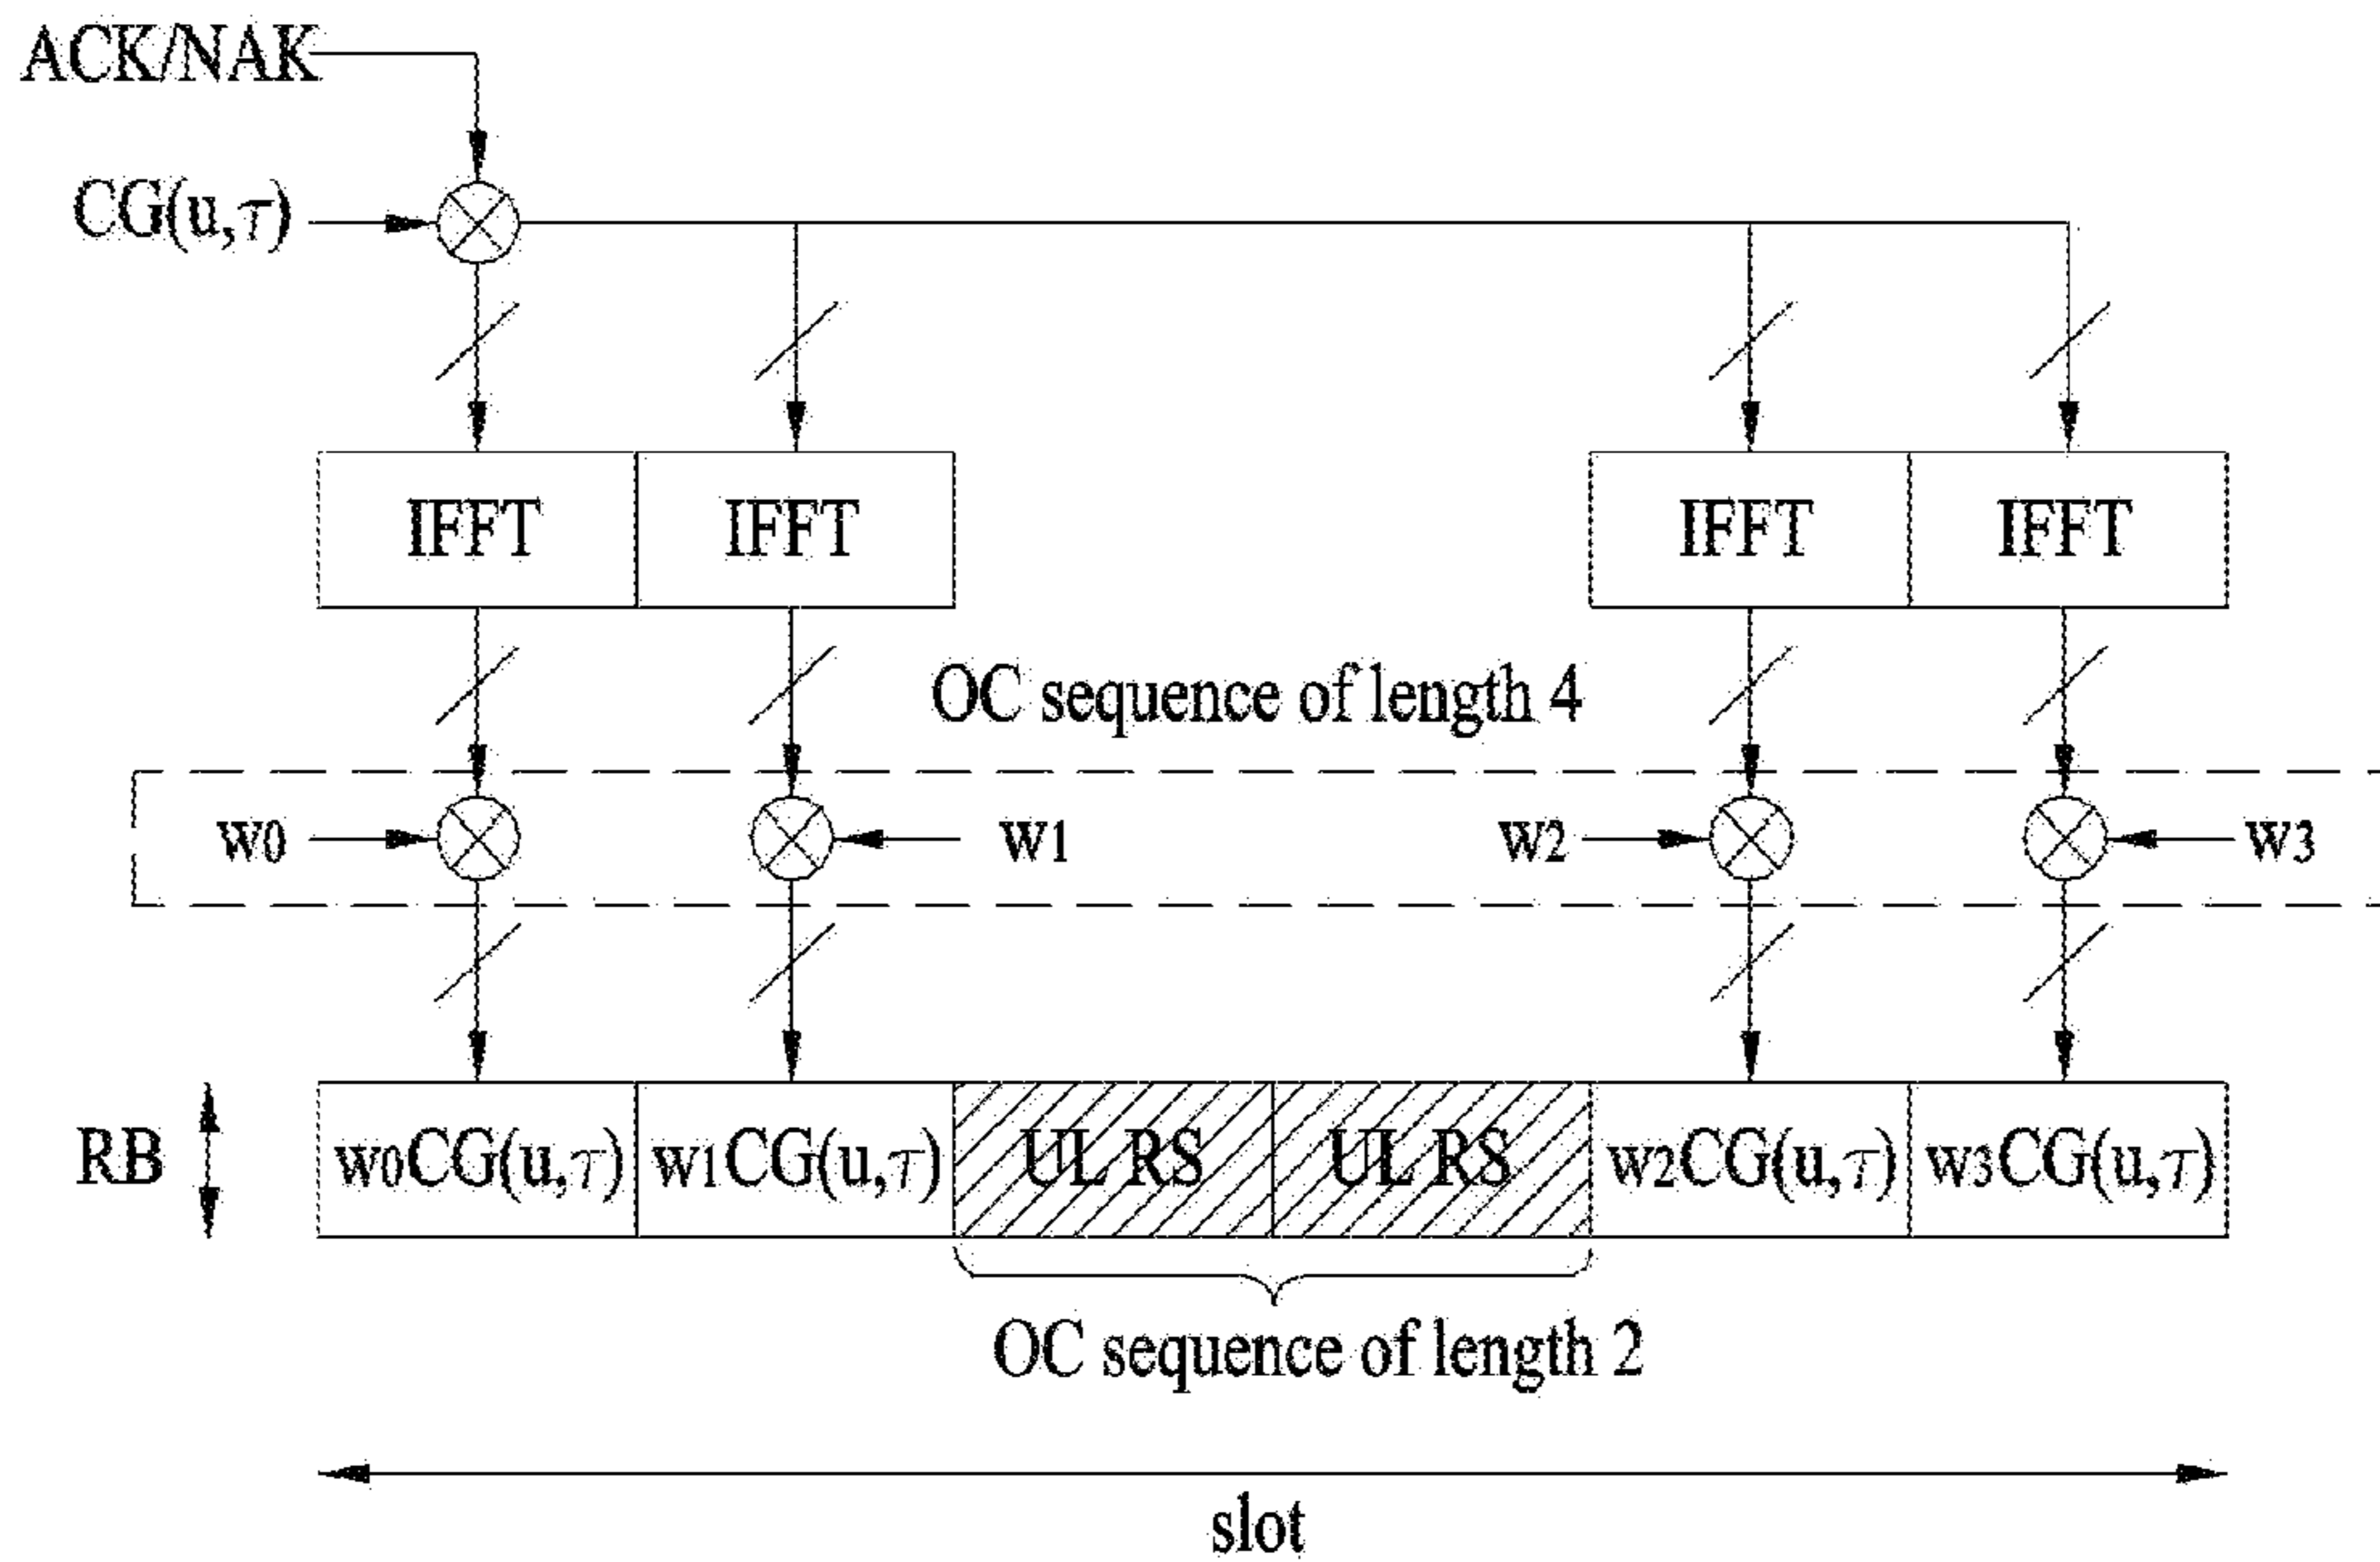 ACK/NAK
CG(u,τ)
IFFT IFFT IFFT IFFT
OC sequence of length 4
w0 w1 w2 w3
RB w0CG(u,τ) w1CG(u,τ) UL RS UL RS w2CG(u,τ) w3CG(u,τ)
OC sequence of length 2
slot